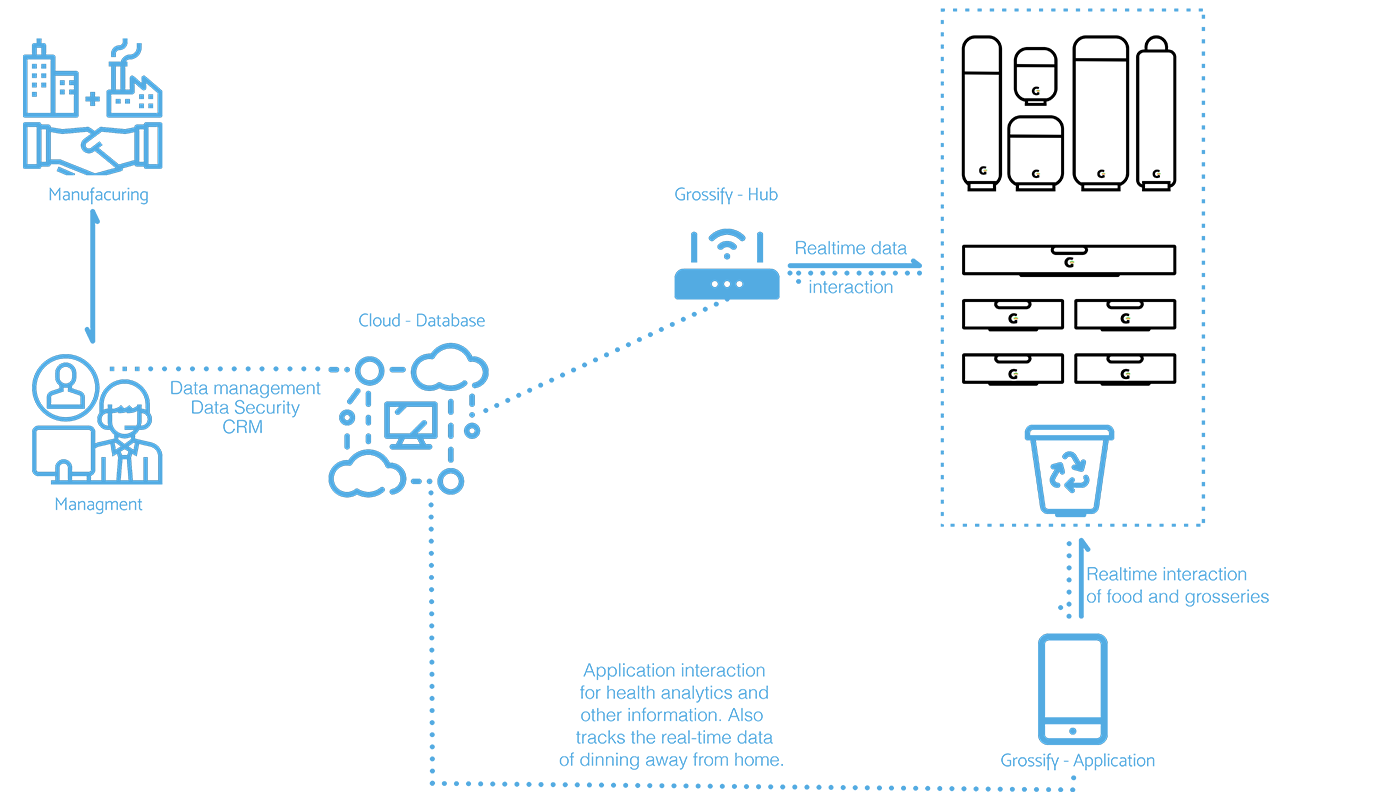 Manufacuring
Grossify - Hub
Realtime data
interaction
Cloud - Database
Data management
Data Security
CRM
Managment
G
G
G
G
G
G
G
G
G
G
Realtime interaction
of food and grosseries
Application interaction
for health analytics and
other information. Also
tracks the real-time data
of dinning away from home.
Grossify - Application